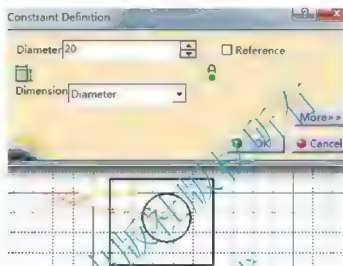 Constraint Definition
Diameter 20
Reference
Dimension Diameter
More>>
OK
Cancel